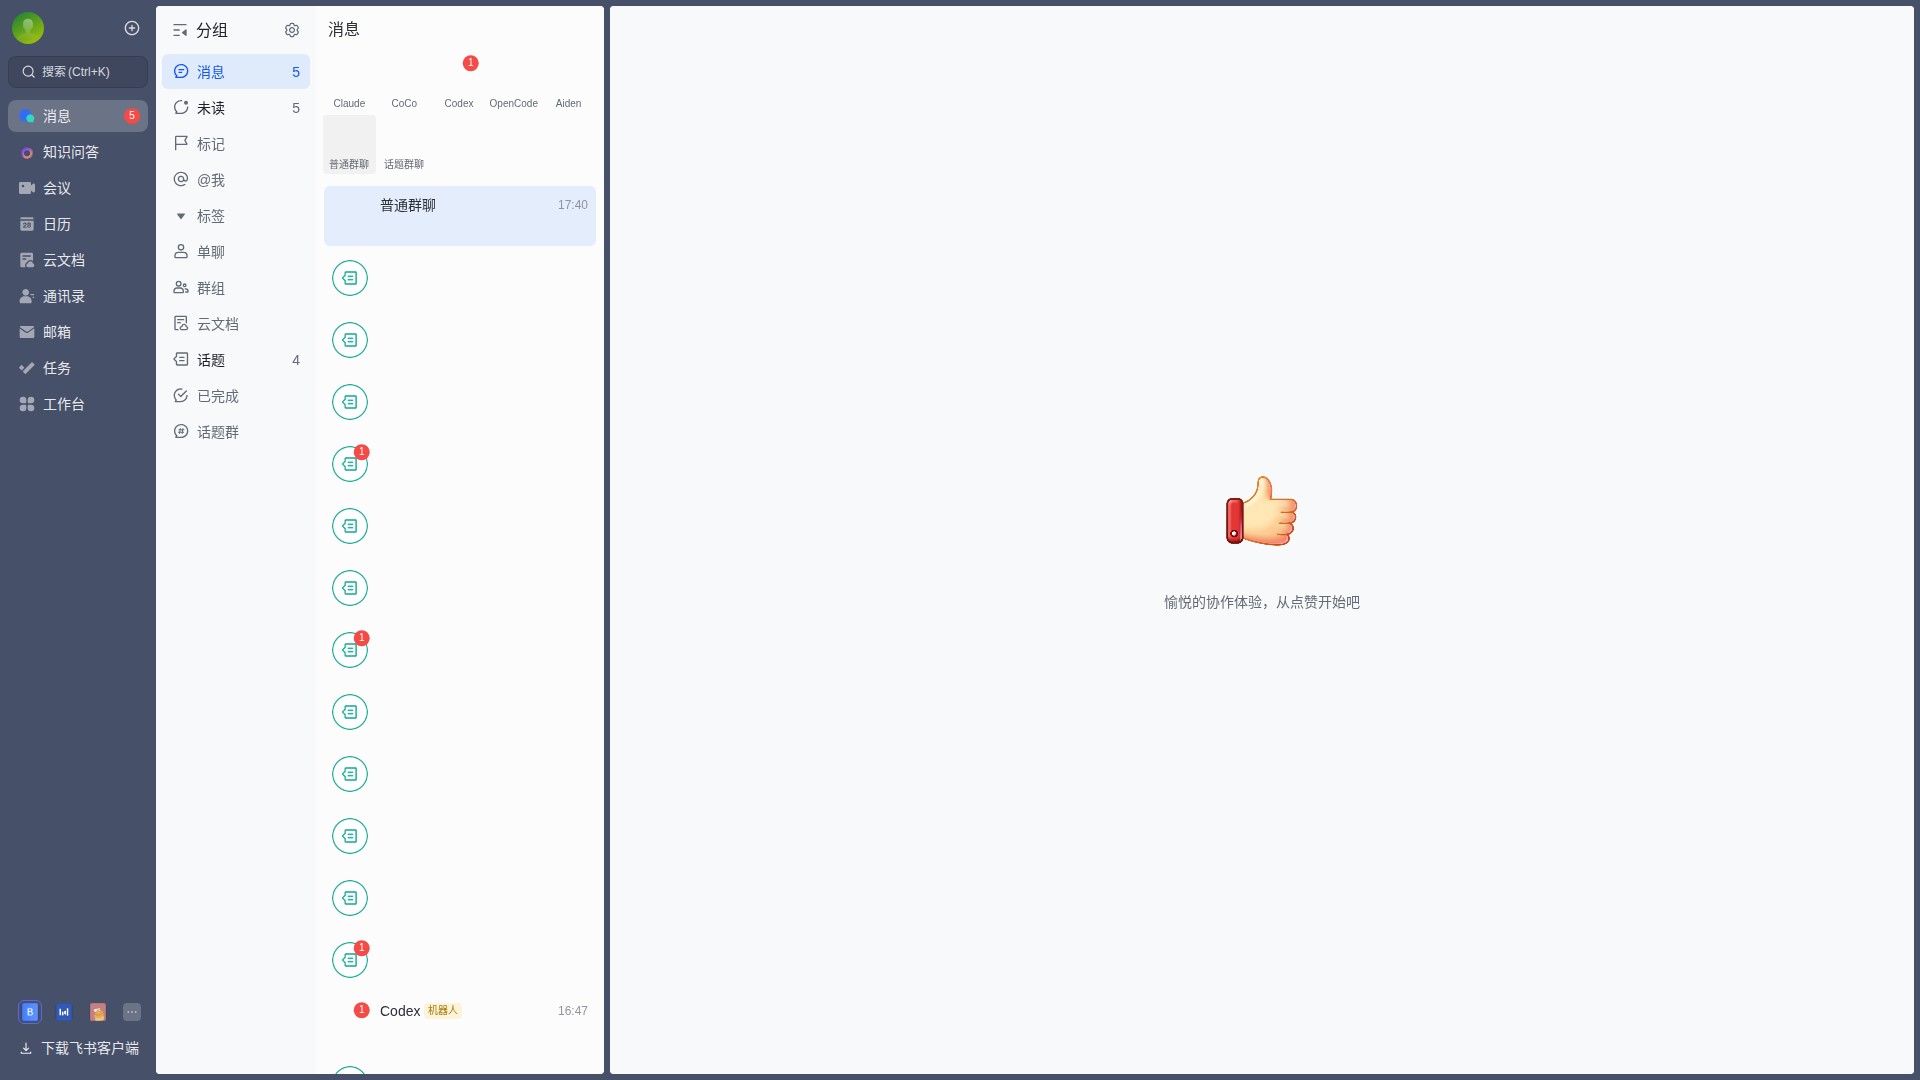 搜索 (Ctrl+K)
消息
5
知识问答
会议
日历
云文档
通讯录
邮箱
任务
工作台
B
下载飞书客户端
分组
消息 5
未读 5
标记
@我
标签
单聊
群组
云文档
话题 4
已完成
话题群
消息
1
Claude CoCo Codex OpenCode Aiden
普通群聊 话题群聊
普通群聊 17:40
1
1
1
1 Codex 机器人 16:47
愉悦的协作体验，从点赞开始吧